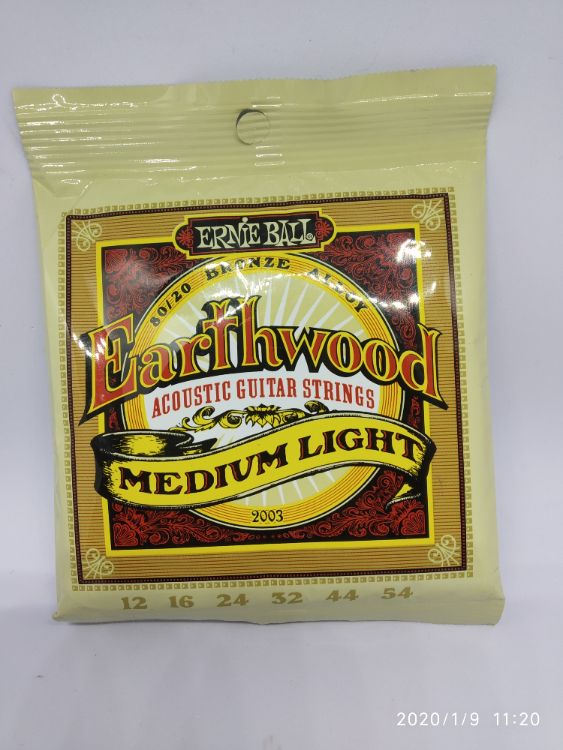 ERNIE BALL®
80/20 BRONZE ALLOY
Earthwood
ACOUSTIC GUITAR STRINGS
MEDIUM LIGHT
2003
12 16 24 32 44 54
2020/1/9 11:20